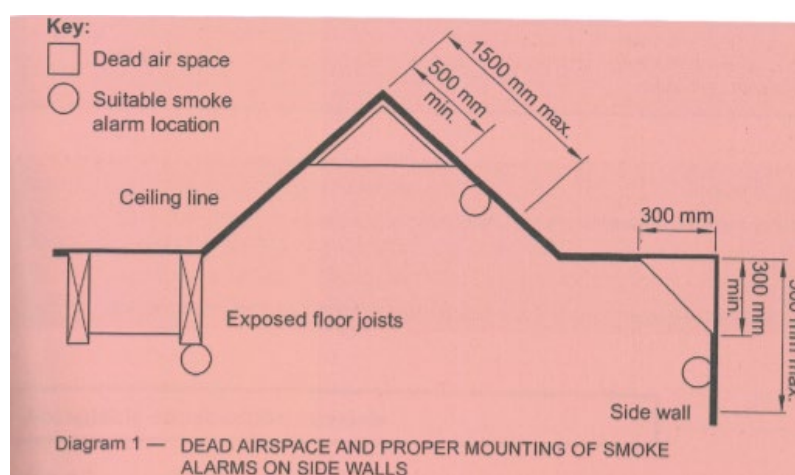 Key:
Dead air space
Suitable smoke
alarm location
1500 mm max.
500 mm
min.
Ceiling line
300 mm
300 mm
min.
mm max.
Exposed floor joists
Side wall
Diagram 1 — DEAD AIRSPACE AND PROPER MOUNTING OF SMOKE
ALARMS ON SIDE WALLS